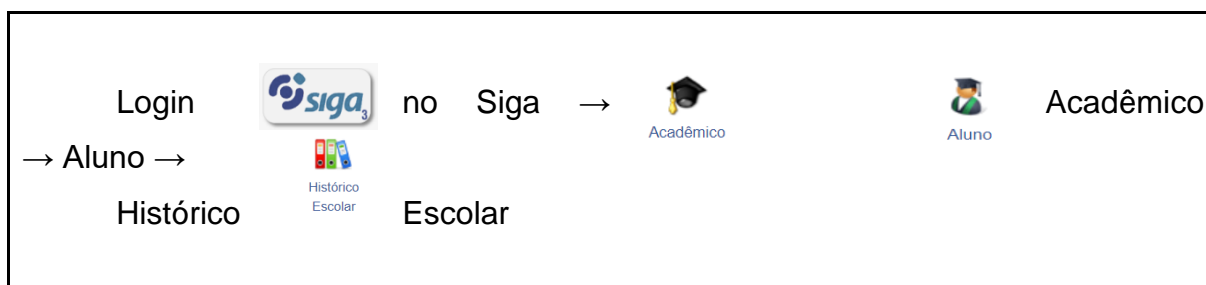 Login siga3 no Siga → Acadêmico
Acadêmico Aluno
→ Aluno →
Histórico
Escolar
Histórico Escolar